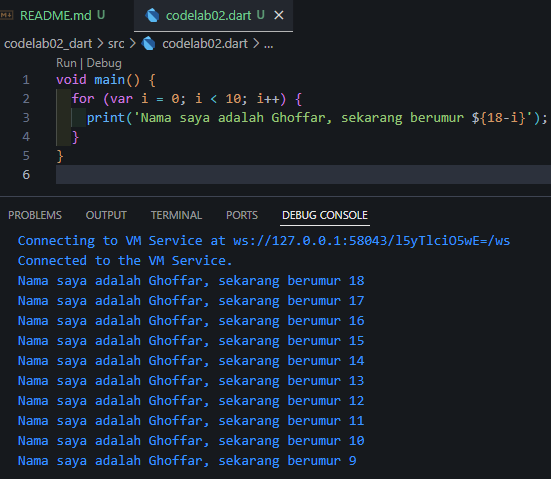 README.md U codelab02.dart U ×
codelab02_dart > src > codelab02.dart > ...
Run | Debug
1 void main() {
2 for (var i = 0; i < 10; i++) {
3 print('Nama saya adalah Ghoffar, sekarang berumur ${18-i}');
4 }
5 }
6
PROBLEMS OUTPUT TERMINAL PORTS DEBUG CONSOLE
Connecting to VM Service at ws://127.0.0.1:58043/l5yTlciO5wE=/ws
Connected to the VM Service.
Nama saya adalah Ghoffar, sekarang berumur 18
Nama saya adalah Ghoffar, sekarang berumur 17
Nama saya adalah Ghoffar, sekarang berumur 16
Nama saya adalah Ghoffar, sekarang berumur 15
Nama saya adalah Ghoffar, sekarang berumur 14
Nama saya adalah Ghoffar, sekarang berumur 13
Nama saya adalah Ghoffar, sekarang berumur 12
Nama saya adalah Ghoffar, sekarang berumur 11
Nama saya adalah Ghoffar, sekarang berumur 10
Nama saya adalah Ghoffar, sekarang berumur 9